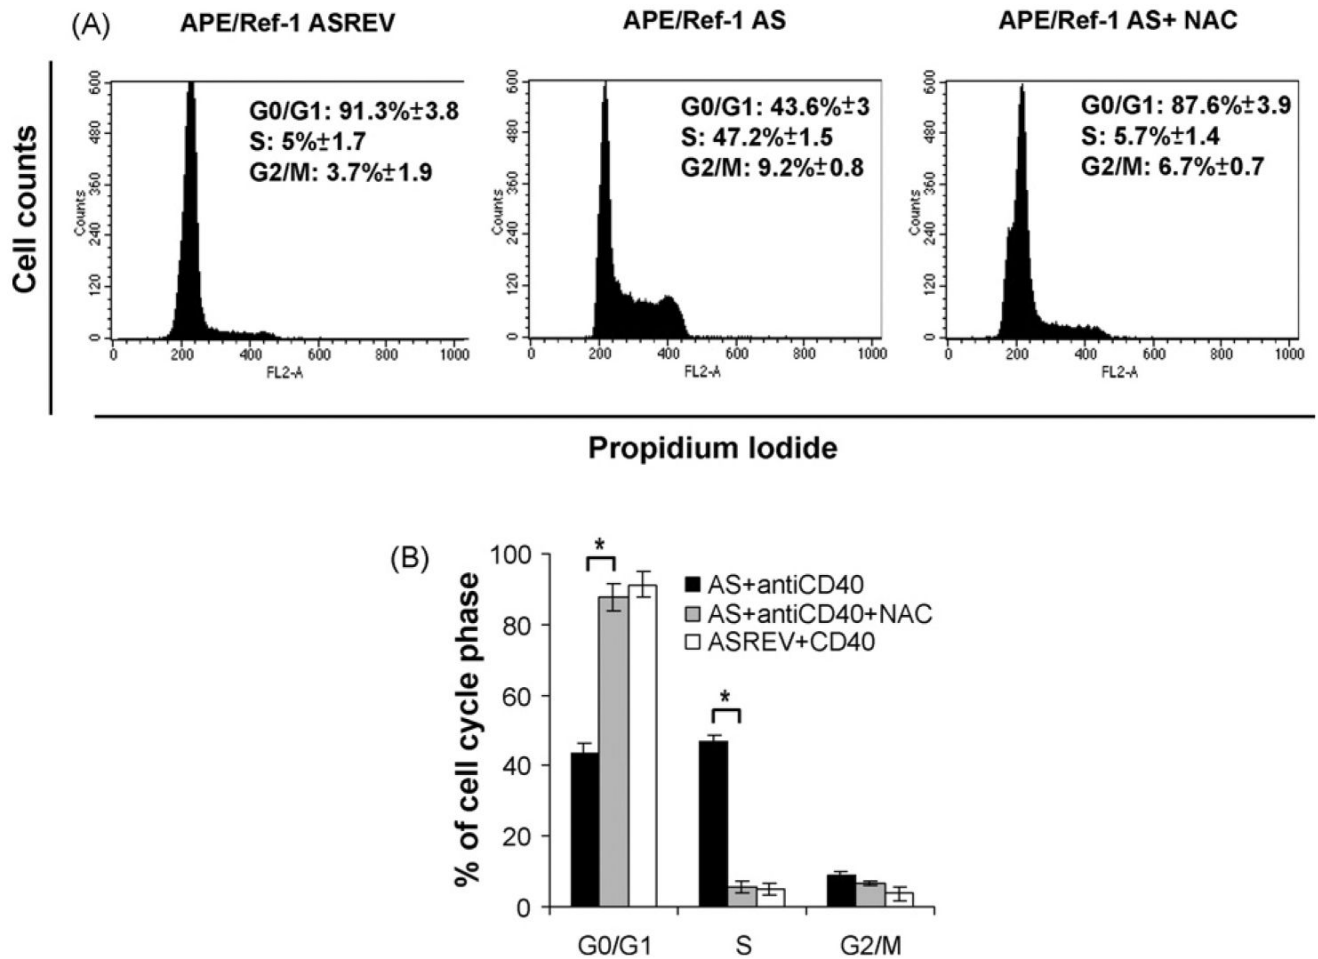 (A)
APE/Ref-1 ASREV
APE/Ref-1 AS
APE/Ref-1 AS+ NAC
Cell counts
600
480
360
240
120
0
Counts
G0/G1: 91.3%±3.8
S: 5%±1.7
G2/M: 3.7%±1.9
0 200 400 600 800 1000
FL2-A
600
480
360
240
120
0
Counts
G0/G1: 43.6%±3
S: 47.2%±1.5
G2/M: 9.2%±0.8
0 200 400 600 800 1000
FL2-A
600
480
360
240
120
0
Counts
G0/G1: 87.6%±3.9
S: 5.7%±1.4
G2/M: 6.7%±0.7
0 200 400 600 800 1000
FL2-A
Propidium Iodide
(B)
% of cell cycle phase
100
80
60
40
20
0
*
*
AS+antiCD40
AS+antiCD40+NAC
ASREV+CD40
G0/G1 S G2/M